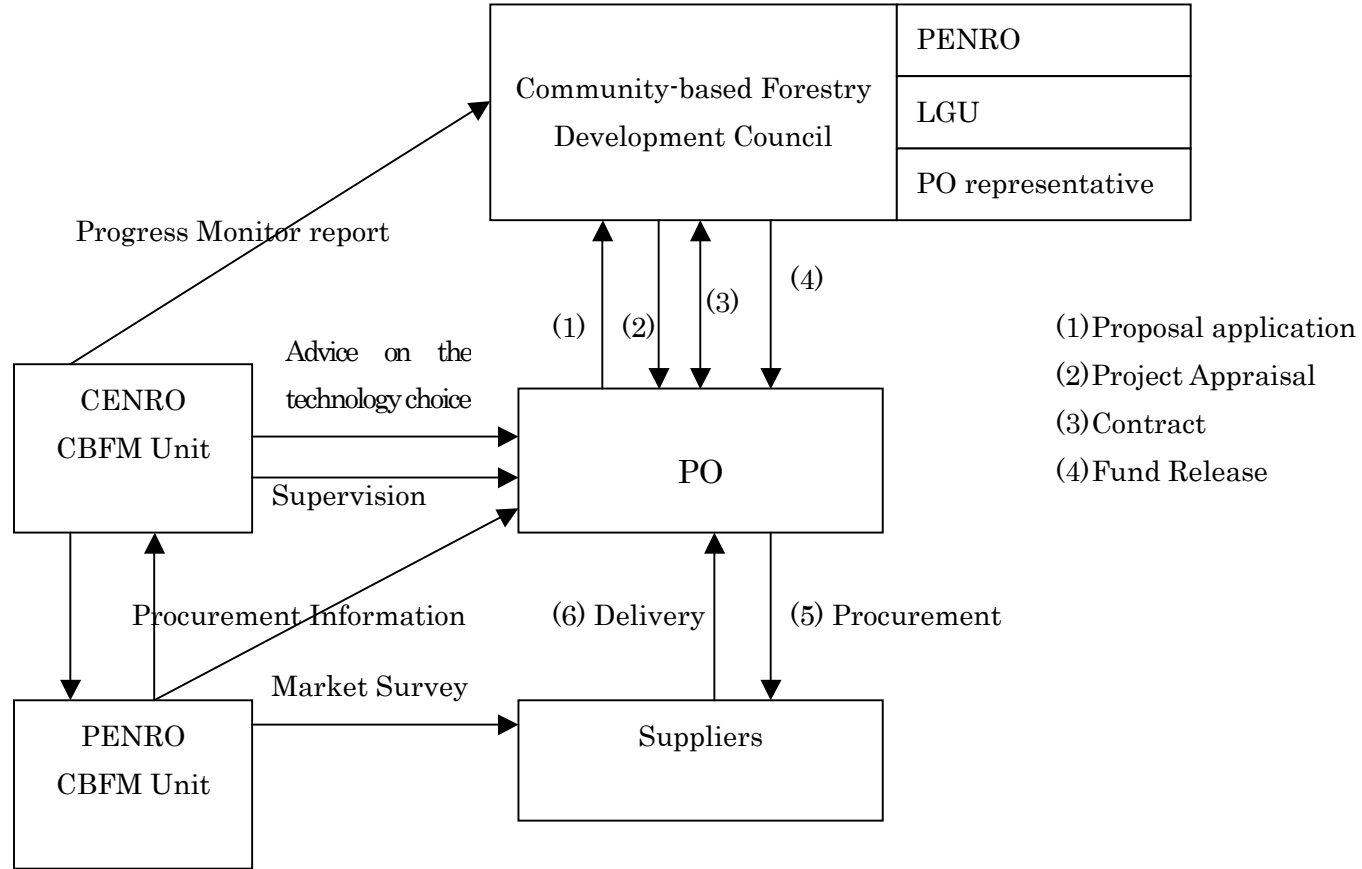 Community-based Forestry
Development Council
PENRO
LGU
PO representative
Progress Monitor report
(1)
(2)
(3)
(4)
(1)Proposal application
(2)Project Appraisal
(3)Contract
(4)Fund Release
Advice on the
technology choice
CENRO
CBFM Unit
Supervision
PO
Procurement Information
(6) Delivery
(5) Procurement
Market Survey
PENRO
CBFM Unit
Suppliers